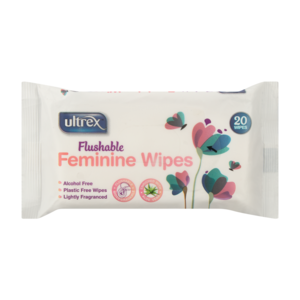 ultrex
20
WIPES
Flushable
Feminine Wipes
• Alcohol Free
• Plastic Free Wipes
• Lightly Fragranced